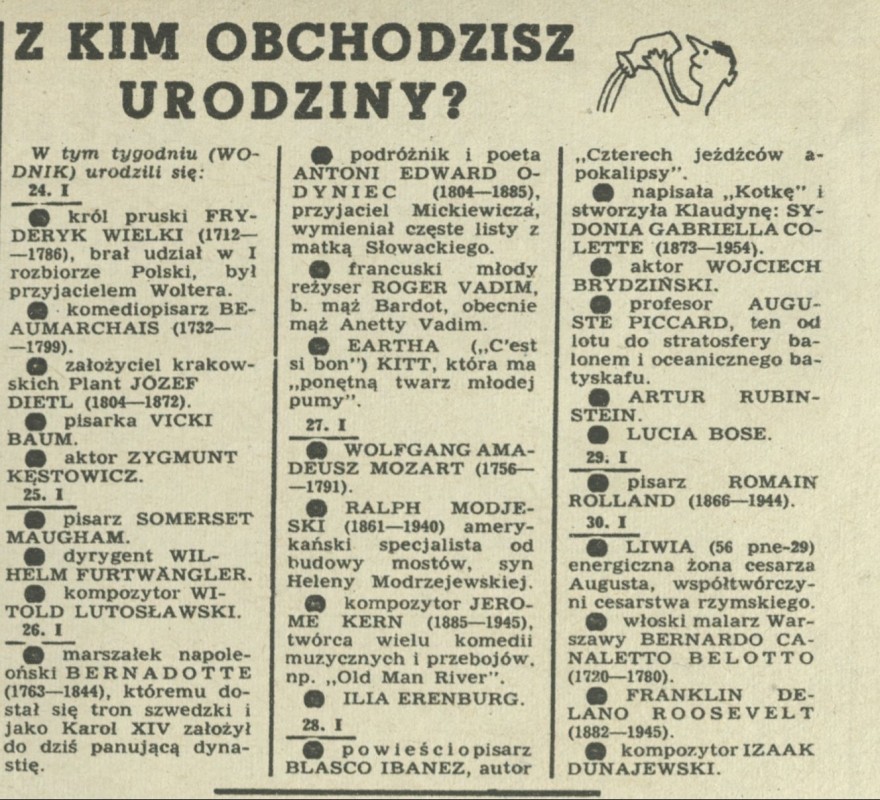 Z KIM OBCHODZISZ
URODZINY?
W tym tygodniu (WO-
DNIK) urodzili się:
24. I
● król pruski FRY-
DERYK WIELKI (1712—
—1786), brał udział w I
rozbiorze Polski, był
przyjacielem Woltera.
● komediopisarz BE-
AUMARCHAIS (1732—
—1799).
● założyciel krakow-
skich Plant JÓZEF
DIETL (1804—1872).
● pisarka VICKI
BAUM.
● aktor ZYGMUNT
KĘSTOWICZ.
25. I
● pisarz SOMERSET
MAUGHAM.
● dyrygent WIL-
HELM FURTWÄNGLER.
● kompozytor WI-
TOLD LUTOSŁAWSKI.
26. I
● marszałek napole-
oński BERNADOTTE
(1763—1844), któremu do-
stał się tron szwedzki i
jako Karol XIV założył
do dziś panującą dyna-
stię.
● podróżnik i poeta
ANTONI EDWARD O-
DYNIEC (1804—1885),
przyjaciel Mickiewicza,
wymieniał częste listy z
matką Słowackiego.
● francuski młody
reżyser ROGER VADIM,
b. mąż Bardot, obecnie
mąż Anetty Vadim.
● EARTHA („C'est
si bon") KITT, która ma
„ponętną twarz młodej
pumy".
27. I
● WOLFGANG AMA-
DEUSZ MOZART (1756—
—1791).
● RALPH MODJE-
SKI (1861—1940) amery-
kański specjalista od
budowy mostów, syn
Heleny Modrzejewskiej.
● kompozytor JERO-
ME KERN (1885—1945),
twórca wielu komedii
muzycznych i przebojów,
np. „Old Man River".
● ILIA ERENBURG.
28. I
● powieściopisarz
BLASCO IBANEZ, autor
„Czterech jeźdźców a-
pokalipsy".
● napisała „Kotkę" i
stworzyła Klaudynę: SY-
DONIA GABRIELLA CO-
LETTE (1873—1954).
● aktor WOJCIECH
BRYDZIŃSKI.
● profesor AUGU-
STE PICCARD, ten od
lotu do stratosfery ba-
lonem i oceanicznego ba-
tyskafu.
● ARTUR RUBIN-
STEIN.
● LUCIA BOSE.
29. I
● pisarz ROMAIN
ROLLAND (1866—1944).
30. I
● LIWIA (56 pne-29)
energiczna żona cesarza
Augusta, współtwórczy-
ni cesarstwa rzymskiego.
● włoski malarz War-
szawy BERNARDO CA-
NALETTO BELOTTO
(1720—1780).
● FRANKLIN DE-
LANO ROOSEVELT
(1882—1945).
● kompozytor IZAAK
DUNAJEWSKI.